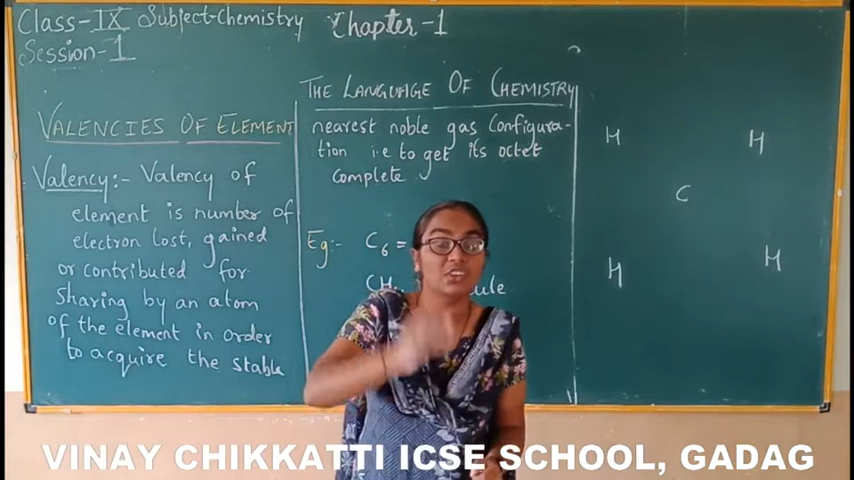 Class-IX Subject-Chemistry Chapter-1
Session-1
THE LANGUAGE OF CHEMISTRY
VALENCIES OF ELEMENT
Valency:- Valency of
element is number of
electron lost, gained
or contributed for
sharing by an atom
of the element in order
to acquire the stable
nearest noble gas Configura-
tion i.e to get its octet
complete
Eg:- C6 =
H H
C
H H
VINAY CHIKKATTI ICSE SCHOOL, GADAG